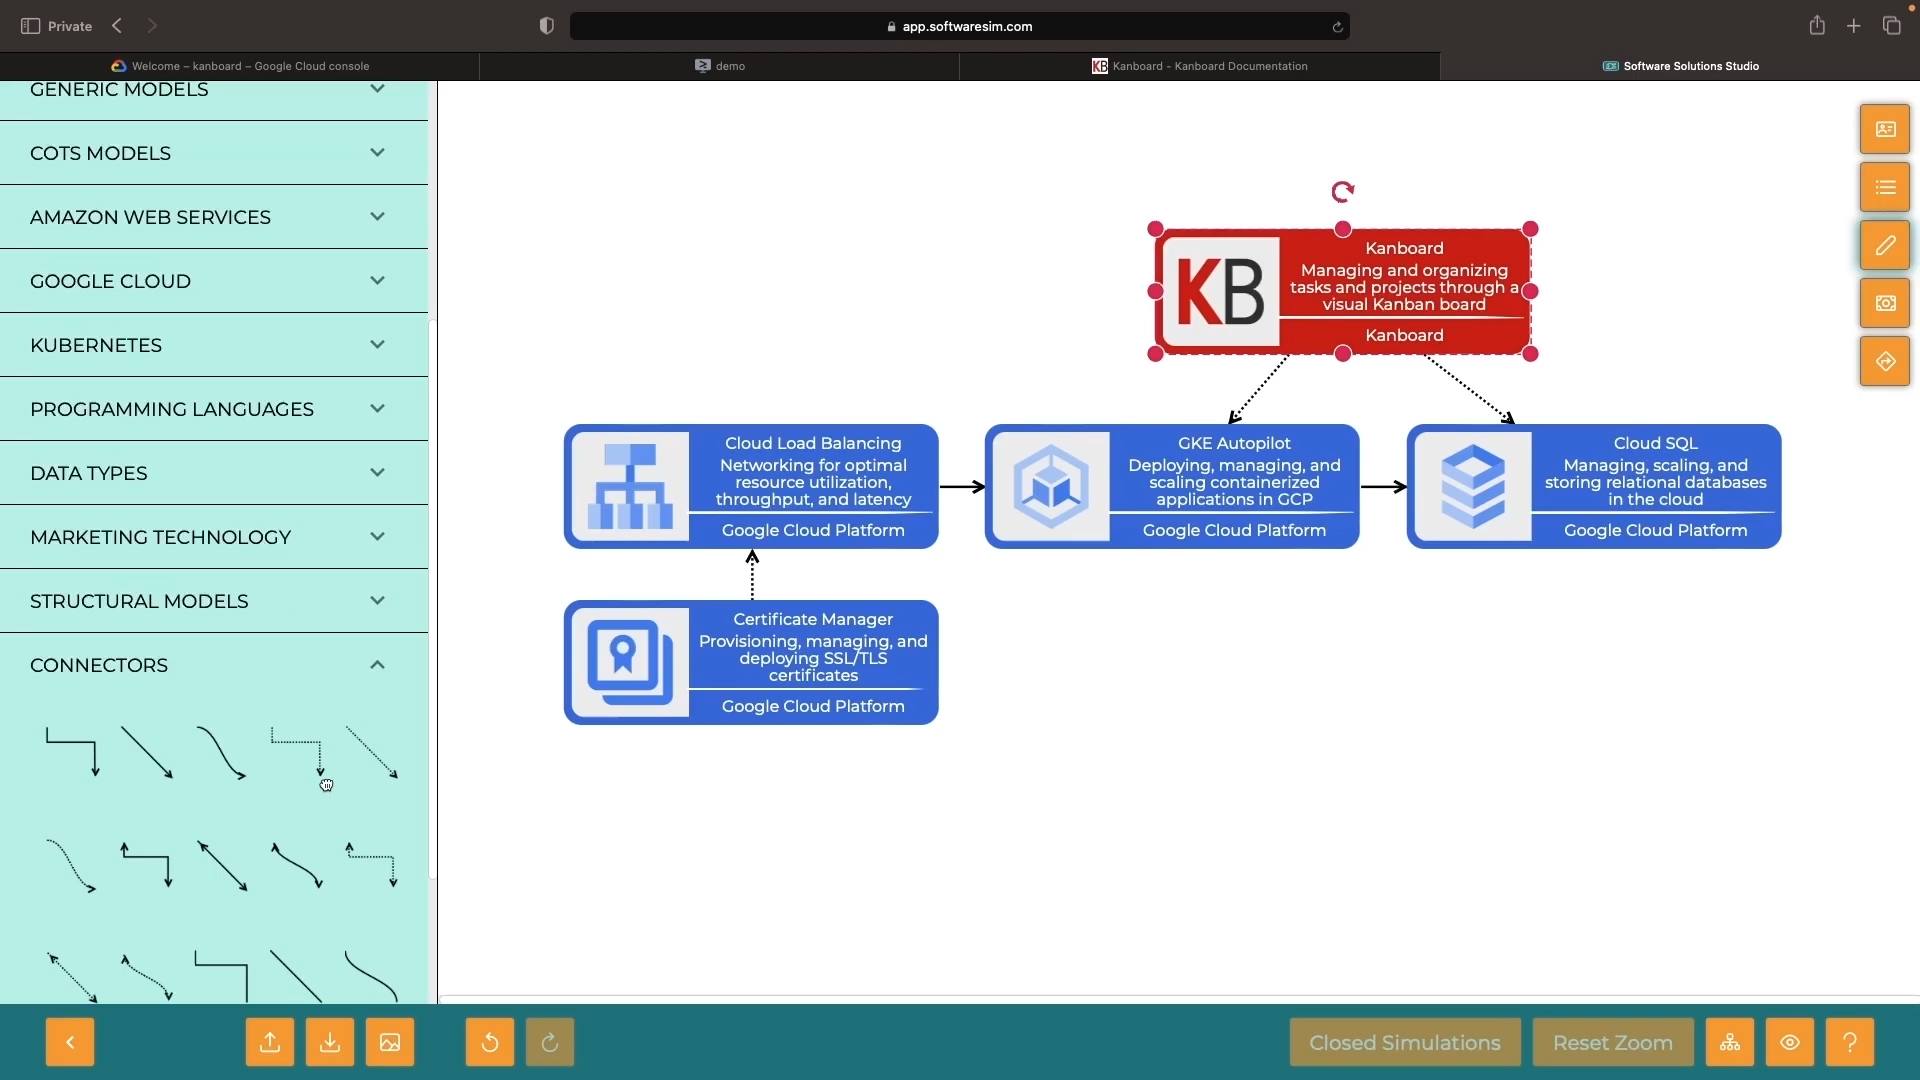 Private
app.softwaresim.com
Welcome – kanboard – Google Cloud console
demo
KB Kanboard - Kanboard Documentation
Software Solutions Studio
GENERIC MODELS
COTS MODELS
AMAZON WEB SERVICES
GOOGLE CLOUD
KUBERNETES
PROGRAMMING LANGUAGES
DATA TYPES
MARKETING TECHNOLOGY
STRUCTURAL MODELS
CONNECTORS
KB
Kanboard
Managing and organizing
tasks and projects through a
visual Kanban board
Kanboard
Cloud Load Balancing
Networking for optimal
resource utilization,
throughput, and latency
Google Cloud Platform
GKE Autopilot
Deploying, managing, and
scaling containerized
applications in GCP
Google Cloud Platform
Cloud SQL
Managing, scaling, and
storing relational databases
in the cloud
Google Cloud Platform
Certificate Manager
Provisioning, managing, and
deploying SSL/TLS
certificates
Google Cloud Platform
Closed Simulations
Reset Zoom
?